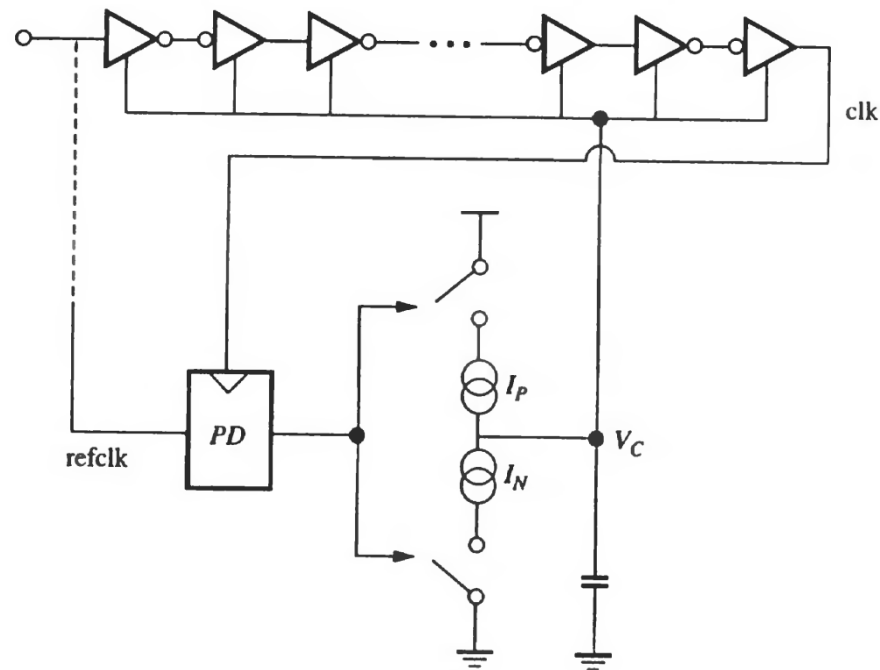 clk
I_P
PD
V_C
refclk
I_N